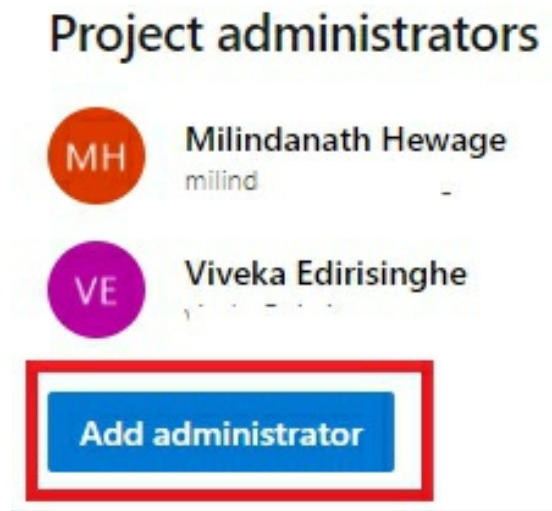 Project administrators
MH
Milindanath Hewage
milind
VE
Viveka Edirisinghe
Add administrator